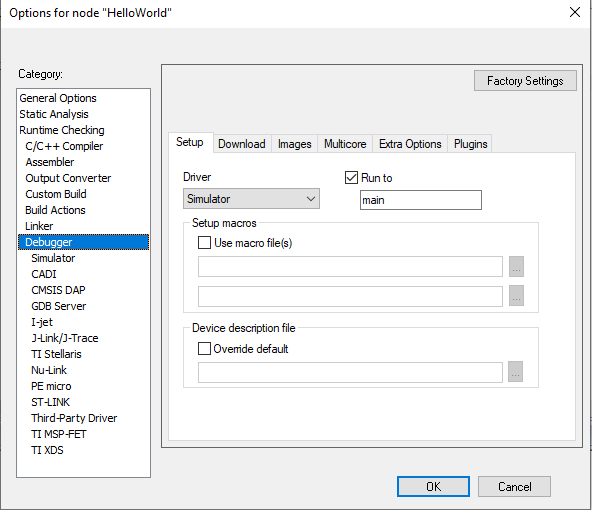 Options for node "HelloWorld"
Category:
General Options
Static Analysis
Runtime Checking
C/C++ Compiler
Assembler
Output Converter
Custom Build
Build Actions
Linker
Debugger
Simulator
CADI
CMSIS DAP
GDB Server
I-jet
J-Link/J-Trace
TI Stellaris
Nu-Link
PE micro
ST-LINK
Third-Party Driver
TI MSP-FET
TI XDS
Factory Settings
Setup Download Images Multicore Extra Options Plugins
Driver
Simulator
Run to
main
Setup macros
Use macro file(s)
...
...
Device description file
Override default
...
OK Cancel